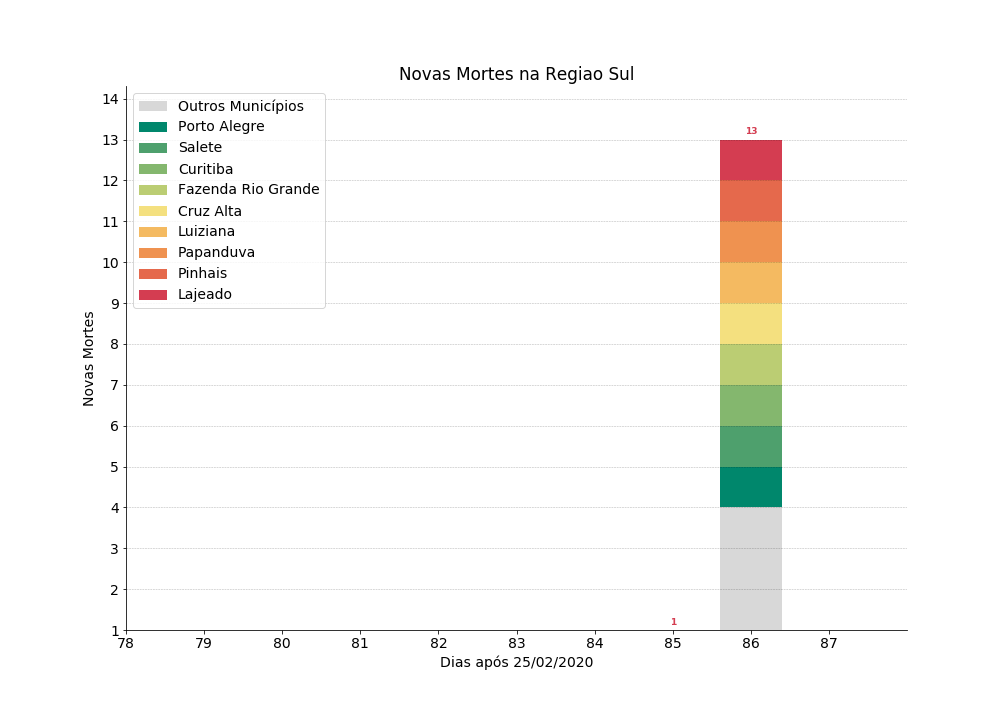 Novas Mortes na Regiao Sul
14
13
12
11
10
9
8
7
6
5
4
3
2
1
Novas Mortes
Outros Municípios
Porto Alegre
Salete
Curitiba
Fazenda Rio Grande
Cruz Alta
Luiziana
Papanduva
Pinhais
Lajeado
13
1
78 79 80 81 82 83 84 85 86 87
Dias após 25/02/2020